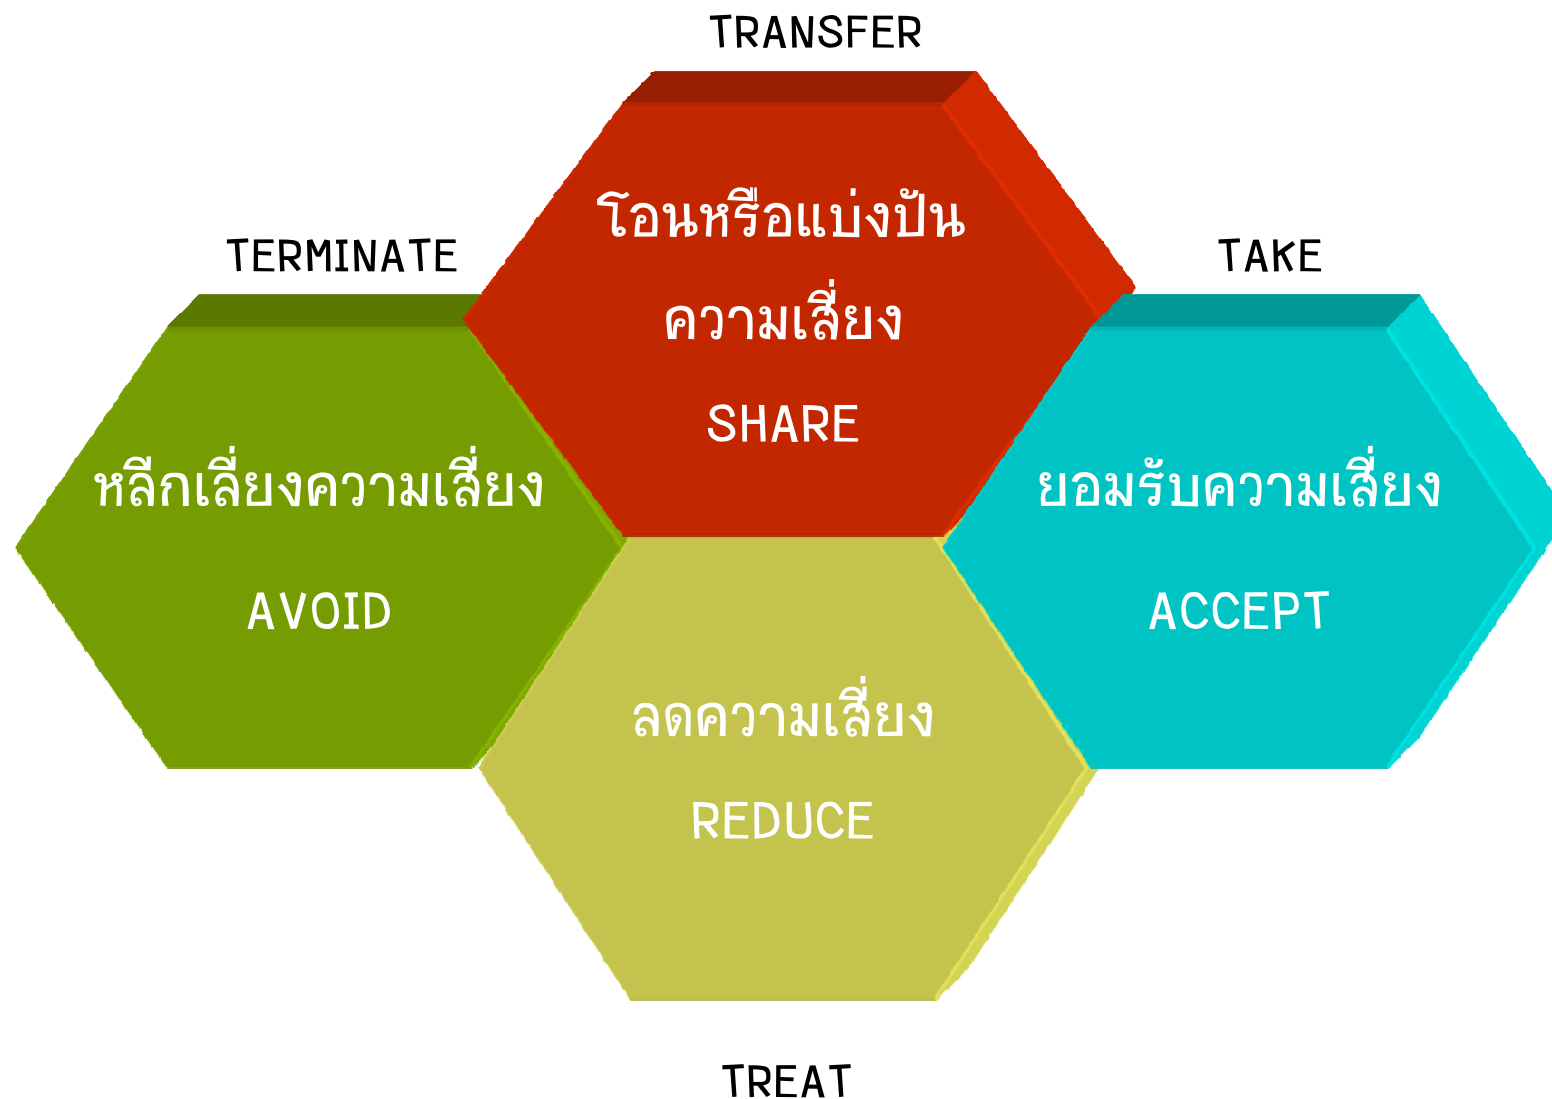 TRANSFER
โอนหรือแบ่งปัน
ความเสี่ยง
SHARE
TERMINATE
หลีกเลี่ยงความเสี่ยง
AVOID
TAKE
ยอมรับความเสี่ยง
ACCEPT
ลดความเสี่ยง
REDUCE
TREAT